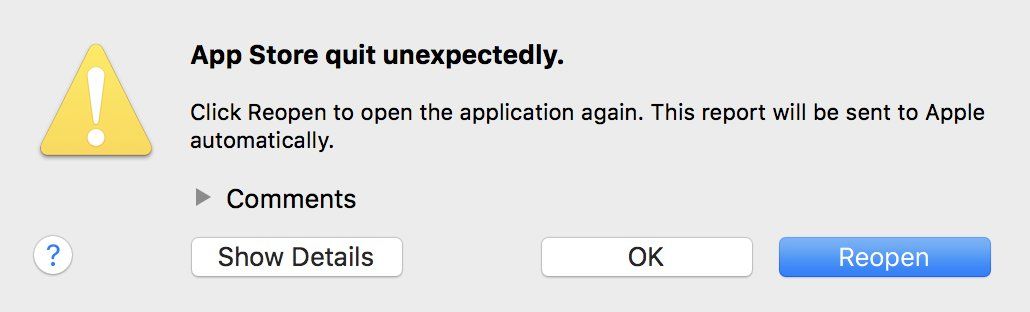 App Store quit unexpectedly.
Click Reopen to open the application again. This report will be sent to Apple
automatically.
Comments
? Show Details OK Reopen